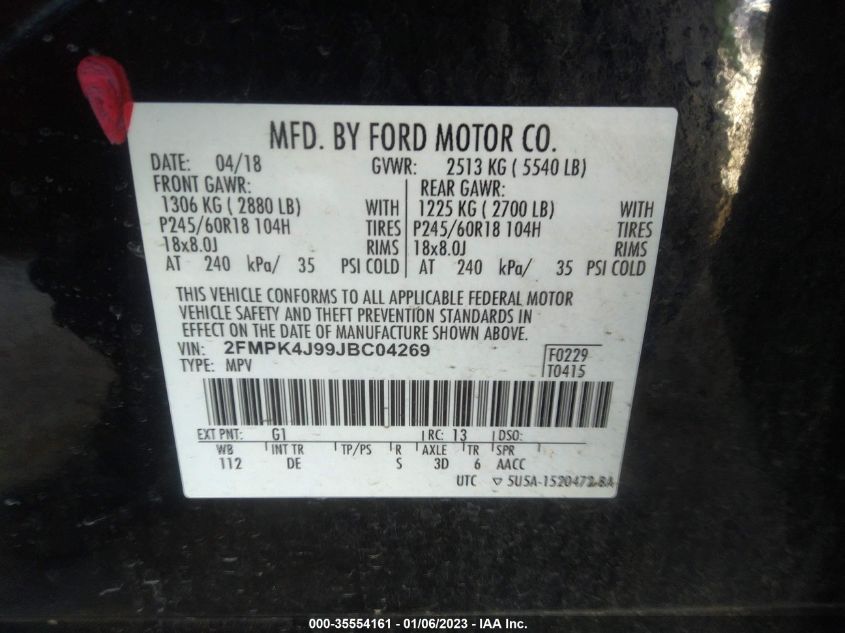 MFD. BY FORD MOTOR CO.
DATE: 04/18 GVWR: 2513 KG ( 5540 LB)
FRONT GAWR: REAR GAWR:
1306 KG ( 2880 LB) WITH 1225 KG ( 2700 LB) WITH
P245/60R18 104H TIRES P245/60R18 104H TIRES
18x8.0J RIMS 18x8.0J RIMS
AT 240 kPa/ 35 PSI COLD AT 240 kPa/ 35 PSI COLD
THIS VEHICLE CONFORMS TO ALL APPLICABLE FEDERAL MOTOR
VEHICLE SAFETY AND THEFT PREVENTION STANDARDS IN
EFFECT ON THE DATE OF MANUFACTURE SHOWN ABOVE.
VIN: 2FMPK4J99JBC04269 F0229
TYPE: MPV T0415
EXT PNT: G1 RC: 13 DSO:
WB INT TR TP/PS R AXLE TR SPR
112 DE S 3D 6 AACC
UTC
000-35554161 - 01/06/2023 - IAA Inc.